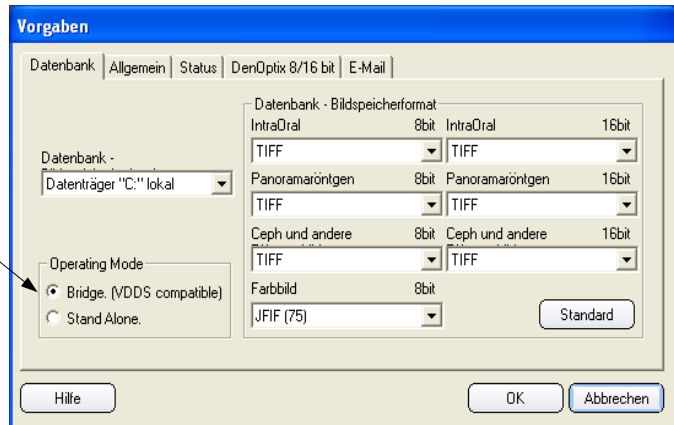 Vorgaben
Datenbank Allgemein Status DenOptix 8/16 bit E-Mail
Datenbank -
Datenträger "C:" lokal
Operating Mode
Bridge. (VDDS compatible)
Stand Alone.
Datenbank - Bildspeicherformat
IntraOral 8bit IntraOral 16bit
TIFF TIFF
Panoramaröntgen 8bit Panoramaröntgen 16bit
TIFF TIFF
Ceph und andere 8bit Ceph und andere 16bit
TIFF TIFF
Farbbild 8bit
JFIF (75) Standard
Hilfe OK Abbrechen